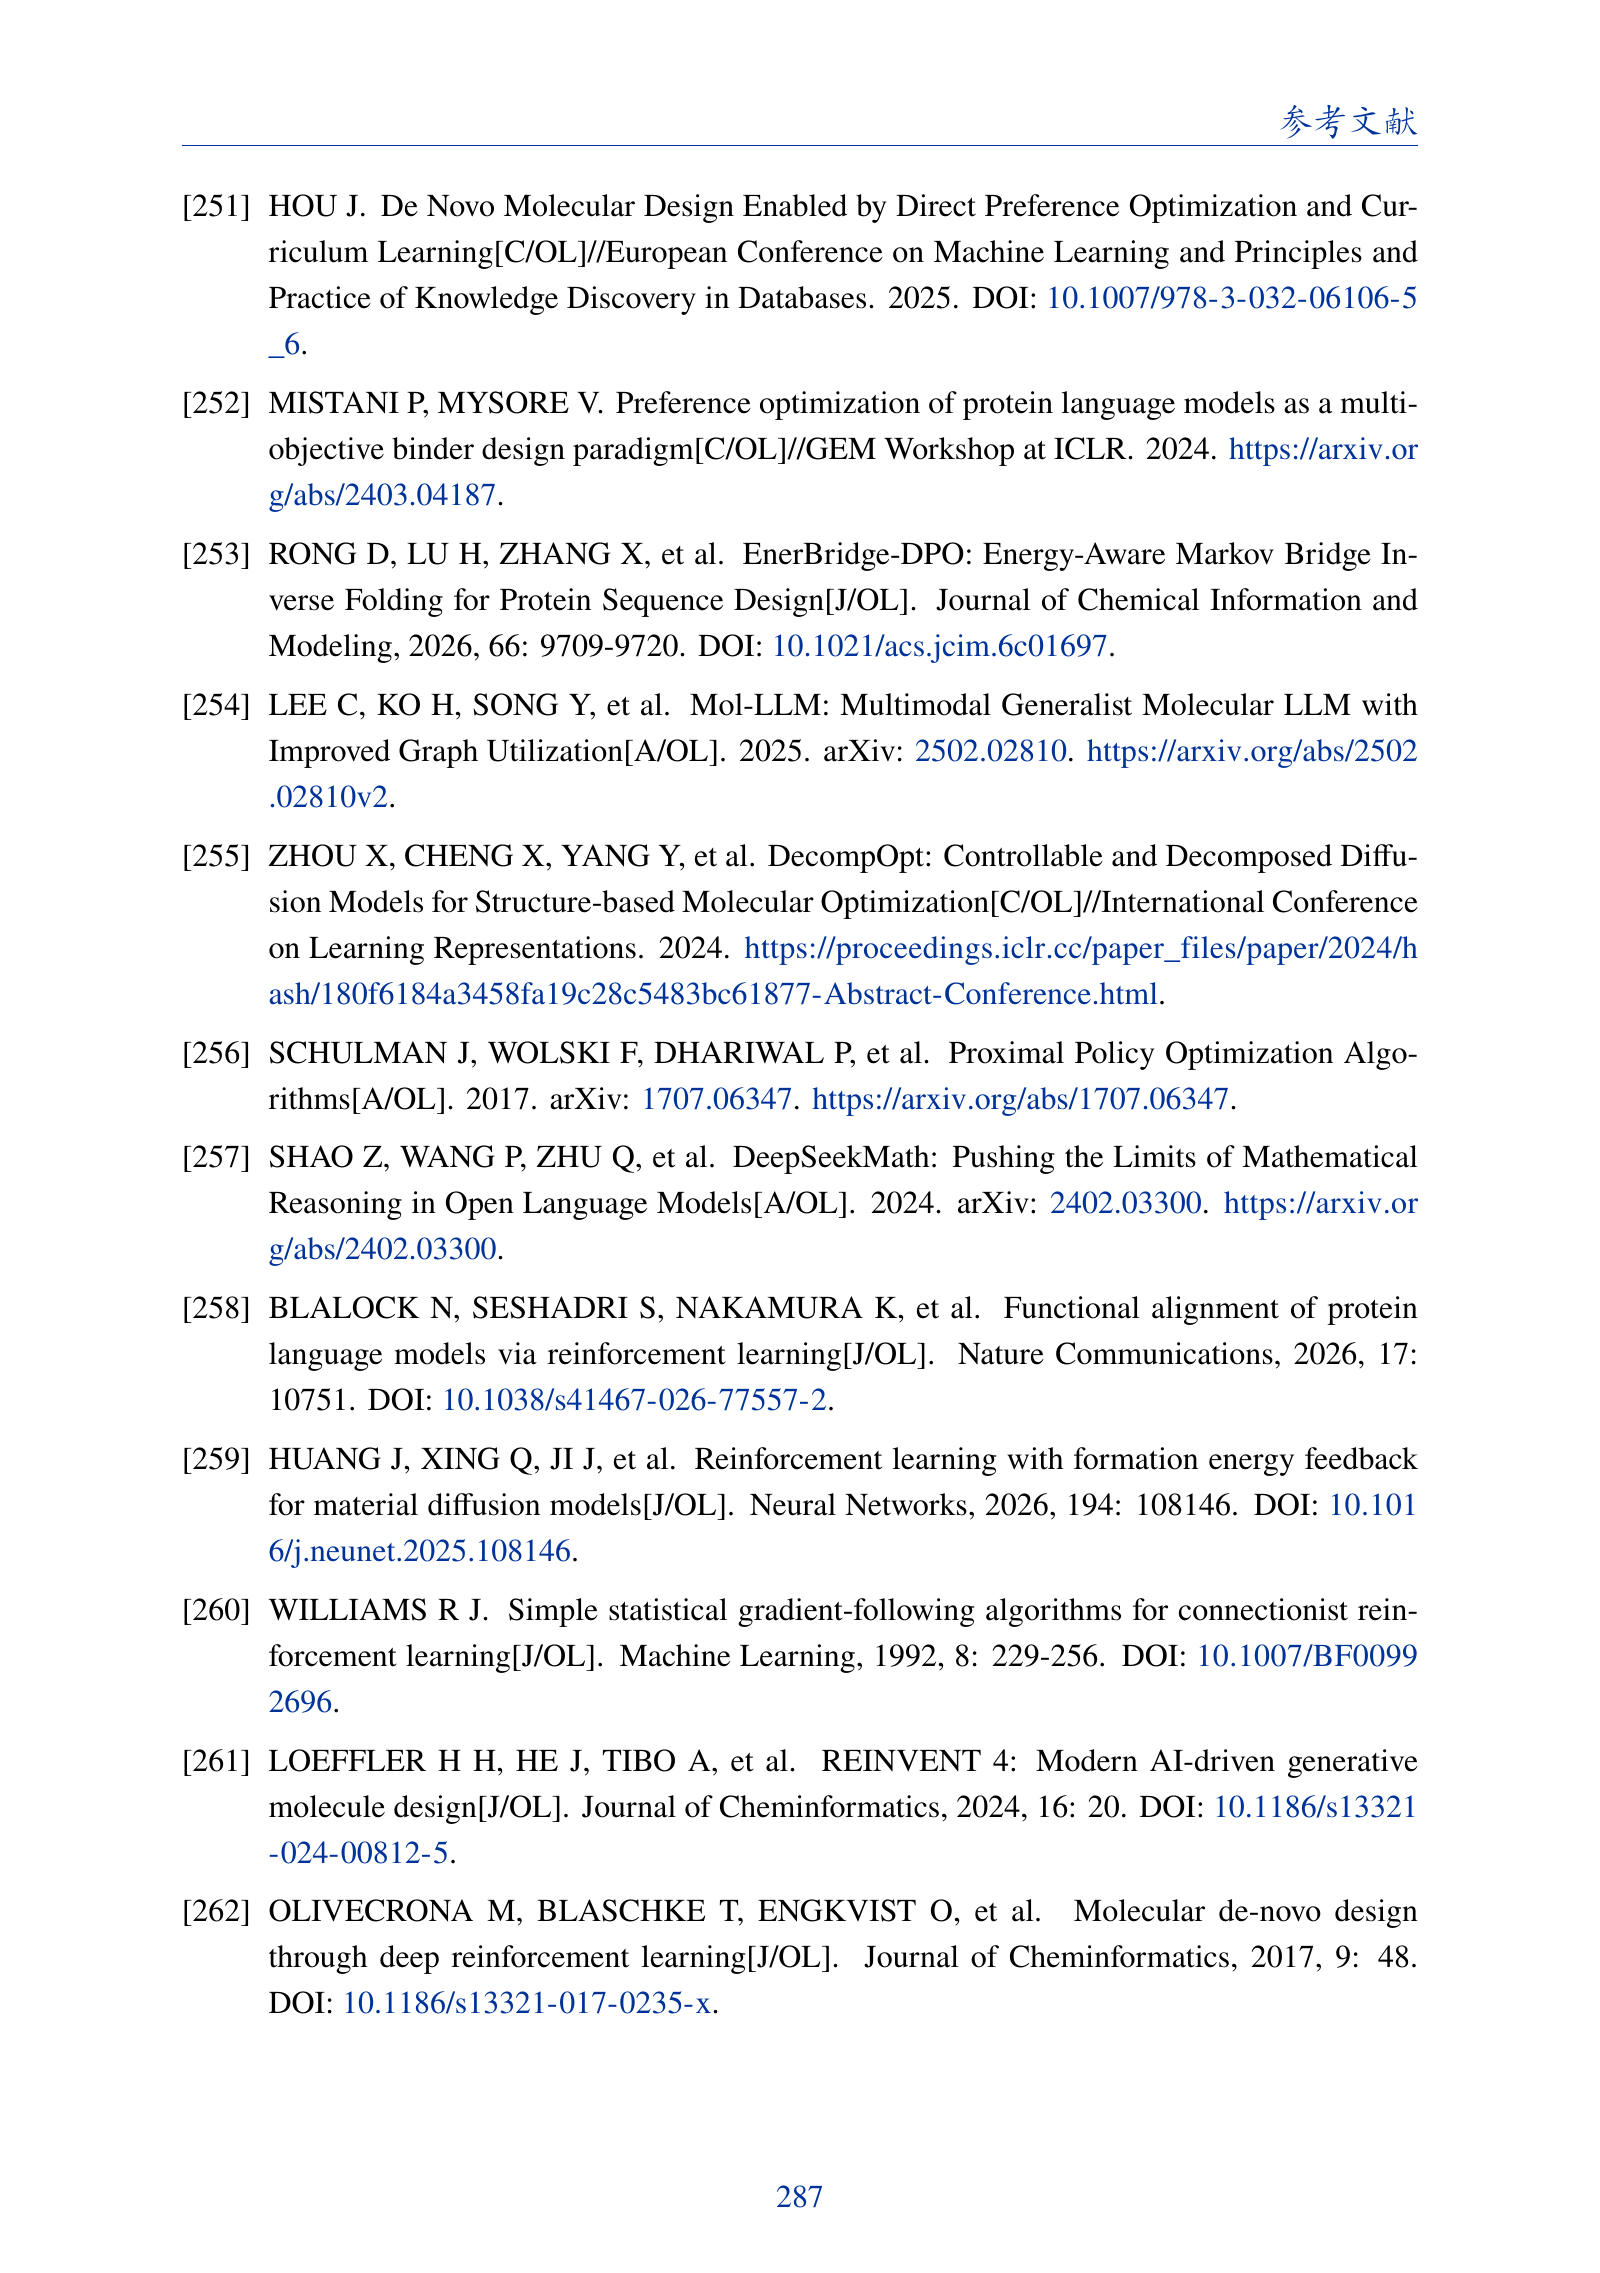 参考文献
[251] HOU J. De Novo Molecular Design Enabled by Direct Preference Optimization and Cur-
riculum Learning[C/OL]//European Conference on Machine Learning and Principles and
Practice of Knowledge Discovery in Databases. 2025. DOI: 10.1007/978-3-032-06106-5
_6.
[252] MISTANI P, MYSORE V. Preference optimization of protein language models as a multi-
objective binder design paradigm[C/OL]//GEM Workshop at ICLR. 2024. https://arxiv.or
g/abs/2403.04187.
[253] RONG D, LU H, ZHANG X, et al. EnerBridge-DPO: Energy-Aware Markov Bridge In-
verse Folding for Protein Sequence Design[J/OL]. Journal of Chemical Information and
Modeling, 2026, 66: 9709-9720. DOI: 10.1021/acs.jcim.6c01697.
[254] LEE C, KO H, SONG Y, et al. Mol-LLM: Multimodal Generalist Molecular LLM with
Improved Graph Utilization[A/OL]. 2025. arXiv: 2502.02810. https://arxiv.org/abs/2502
.02810v2.
[255] ZHOU X, CHENG X, YANG Y, et al. DecompOpt: Controllable and Decomposed Diffu-
sion Models for Structure-based Molecular Optimization[C/OL]//International Conference
on Learning Representations. 2024. https://proceedings.iclr.cc/paper_files/paper/2024/h
ash/180f6184a3458fa19c28c5483bc61877-Abstract-Conference.html.
[256] SCHULMAN J, WOLSKI F, DHARIWAL P, et al. Proximal Policy Optimization Algo-
rithms[A/OL]. 2017. arXiv: 1707.06347. https://arxiv.org/abs/1707.06347.
[257] SHAO Z, WANG P, ZHU Q, et al. DeepSeekMath: Pushing the Limits of Mathematical
Reasoning in Open Language Models[A/OL]. 2024. arXiv: 2402.03300. https://arxiv.or
g/abs/2402.03300.
[258] BLALOCK N, SESHADRI S, NAKAMURA K, et al. Functional alignment of protein
language models via reinforcement learning[J/OL]. Nature Communications, 2026, 17:
10751. DOI: 10.1038/s41467-026-77557-2.
[259] HUANG J, XING Q, JI J, et al. Reinforcement learning with formation energy feedback
for material diffusion models[J/OL]. Neural Networks, 2026, 194: 108146. DOI: 10.101
6/j.neunet.2025.108146.
[260] WILLIAMS R J. Simple statistical gradient-following algorithms for connectionist rein-
forcement learning[J/OL]. Machine Learning, 1992, 8: 229-256. DOI: 10.1007/BF0099
2696.
[261] LOEFFLER H H, HE J, TIBO A, et al. REINVENT 4: Modern AI-driven generative
molecule design[J/OL]. Journal of Cheminformatics, 2024, 16: 20. DOI: 10.1186/s13321
-024-00812-5.
[262] OLIVECRONA M, BLASCHKE T, ENGKVIST O, et al. Molecular de-novo design
through deep reinforcement learning[J/OL]. Journal of Cheminformatics, 2017, 9: 48.
DOI: 10.1186/s13321-017-0235-x.
287